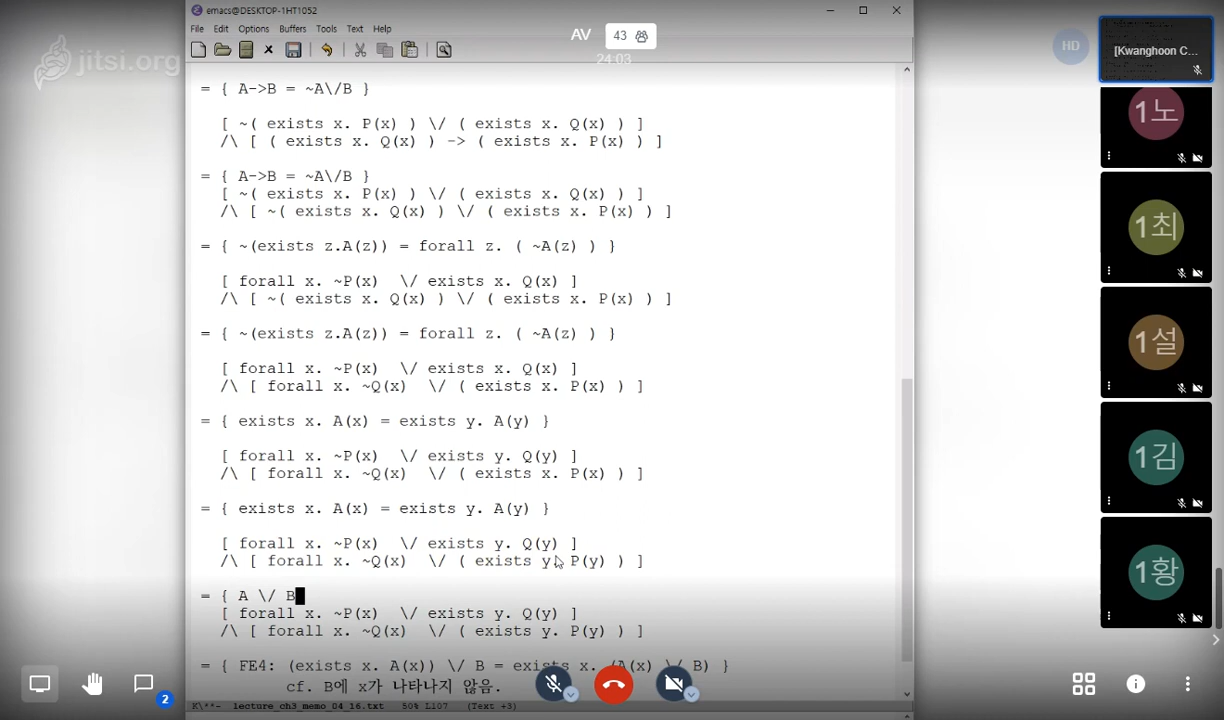 emacs@DESKTOP-1HT1052
File Edit Options Buffers Tools Text Help
jitsi.org
AV
43
24:03
HD
[Kwanghoon C...
= { A->B = ~A\/B }
[ ~( exists x. P(x) ) \/ ( exists x. Q(x) ) ]
/\ [ ( exists x. Q(x) ) -> ( exists x. P(x) ) ]
= { A->B = ~A\/B }
[ ~( exists x. P(x) ) \/ ( exists x. Q(x) ) ]
/\ [ ~( exists x. Q(x) ) \/ ( exists x. P(x) ) ]
= { ~(exists z.A(z)) = forall z. ( ~A(z) ) }
[ forall x. ~P(x)  \/ exists x. Q(x) ]
/\ [ ~( exists x. Q(x) ) \/ ( exists x. P(x) ) ]
= { ~(exists z.A(z)) = forall z. ( ~A(z) ) }
[ forall x. ~P(x)  \/ exists x. Q(x) ]
/\ [ forall x. ~Q(x)  \/ ( exists x. P(x) ) ]
= { exists x. A(x) = exists y. A(y) }
[ forall x. ~P(x)  \/ exists y. Q(y) ]
/\ [ forall x. ~Q(x)  \/ ( exists x. P(x) ) ]
= { exists x. A(x) = exists y. A(y) }
[ forall x. ~P(x)  \/ exists y. Q(y) ]
/\ [ forall x. ~Q(x)  \/ ( exists y. P(y) ) ]
= { A \/ B
[ forall x. ~P(x)  \/ exists y. Q(y) ]
/\ [ forall x. ~Q(x)  \/ ( exists y. P(y) ) ]
= { FE4: (exists x. A(x)) \/ B = exists x. (A(x) \/ B) }
cf. B에 x가 나타나지 않음.
K\**- lecture_ch3_memo_04_16.txt 50% L107 (Text +3)
1노
1최
1설
1김
1황
2